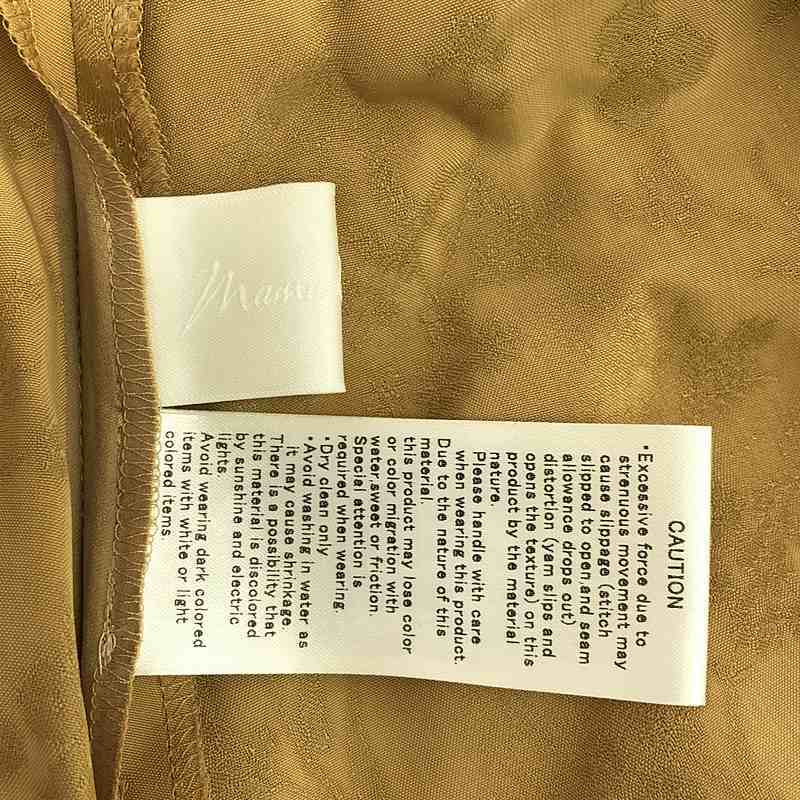 CAUTION
*Excessive force due to
strenuous movement may
cause slippage (stitch
slipped to open,and seam
allowance drops out)
distortion (yarn slips and
opens the texture) on this
product by the material
nature.
Please handle with care
when wearing this product.
Due to the nature of this
material.
this product may lose color
or color migration with
water,sweet or friction.
Special attention is
required when wearing.
*Dry clean only
*Avoid washing in water as
it may cause shrinkage.
There is a possibility that
this material is discolored
by sunshine and electric
lights.
Avoid wearing dark colored
items with white or light
colored items.